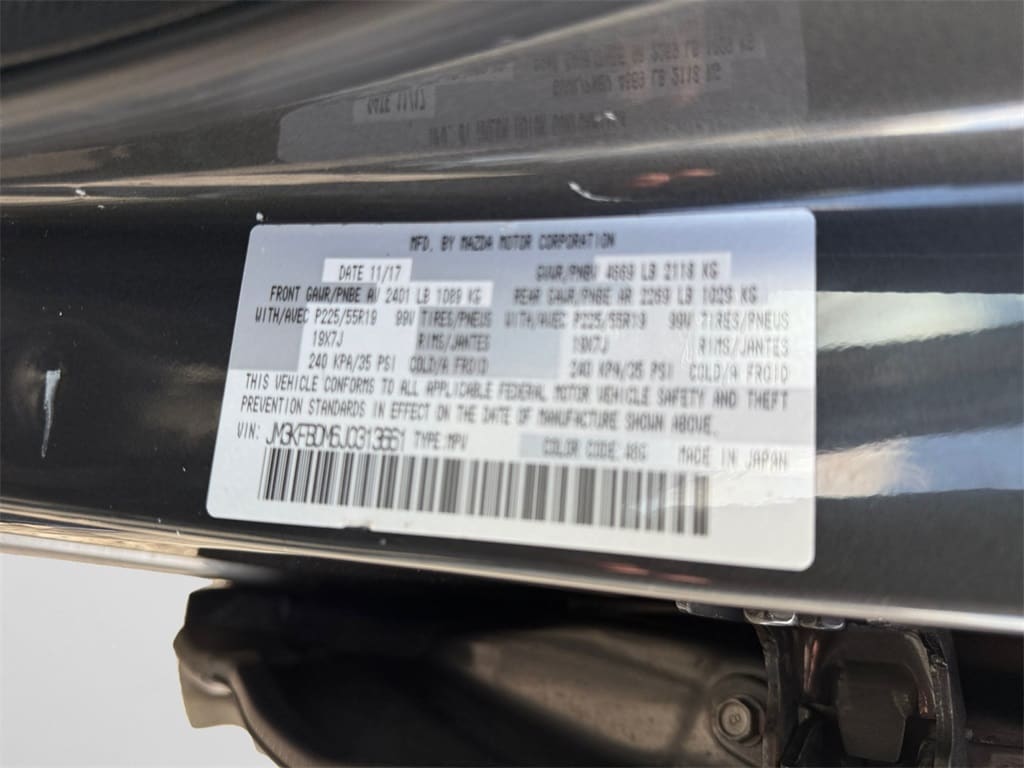 MFD. BY MAZDA MOTOR CORPORATION
DATE 11/17 GVWR/PNBV 4669 LB 2118 KG
FRONT GAWR/PNBE AV 2401 LB 1089 KG REAR GAWR/PNBE AR 2269 LB 1029 KG
WITH/AVEC P225/55R19 99V TIRES/PNEUS WITH/AVEC P225/55R19 99V TIRES/PNEUS
19X7J RIMS/JANTES 19X7J RIMS/JANTES
240 KPA/35 PSI COLD/A FROID 240 KPA/35 PSI COLD/A FROID
THIS VEHICLE CONFORMS TO ALL APPLICABLE FEDERAL MOTOR VEHICLE SAFETY AND THEFT
PREVENTION STANDARDS IN EFFECT ON THE DATE OF MANUFACTURE SHOWN ABOVE.
VIN: TYPE:MPV COLOR CODE: MADE IN JAPAN
8